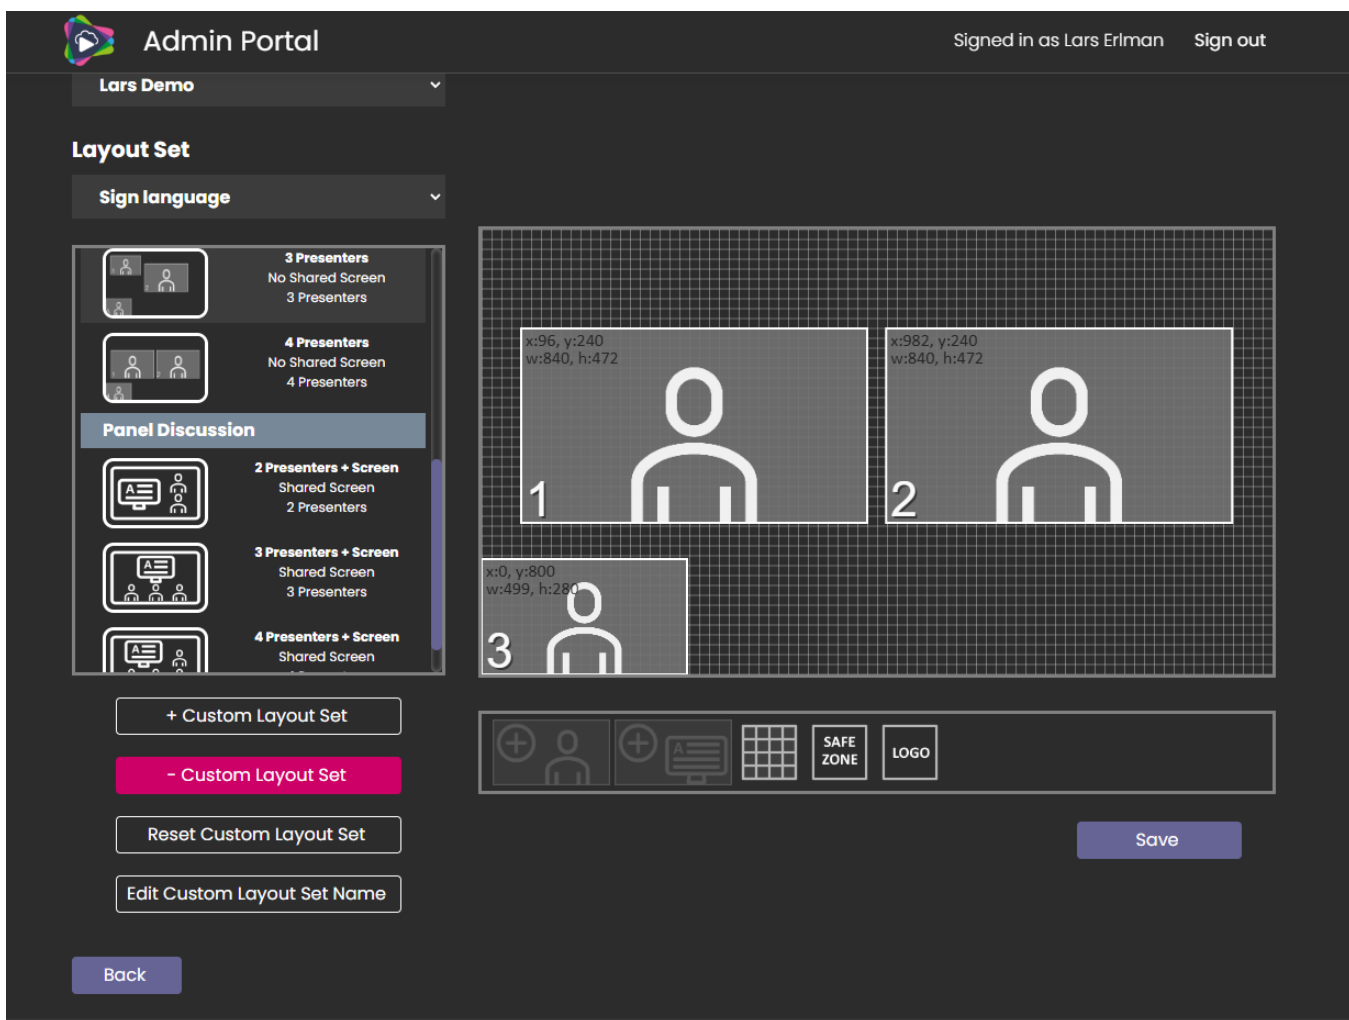 Admin Portal
Signed in as Lars Erlman
Sign out
Lars Demo
Layout Set
Sign language
3 Presenters
No Shared Screen
3 Presenters
4 Presenters
No Shared Screen
4 Presenters
Panel Discussion
2 Presenters + Screen
Shared Screen
2 Presenters
3 Presenters + Screen
Shared Screen
3 Presenters
4 Presenters + Screen
Shared Screen
+ Custom Layout Set
- Custom Layout Set
Reset Custom Layout Set
Edit Custom Layout Set Name
Back
x:96, y:240
w:840, h:472
1
x:982, y:240
w:840, h:472
2
x:0, y:800
w:499, h:280
3
SAFE
ZONE
LOGO
Save